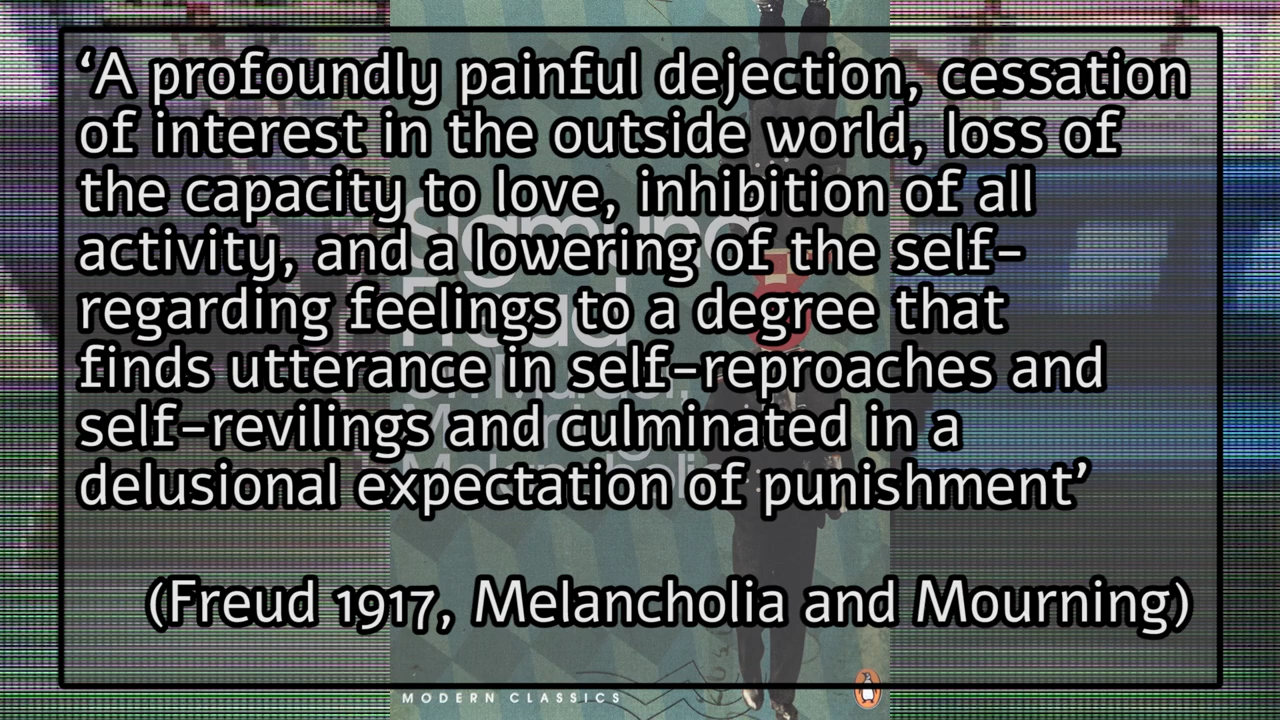 ‘A profoundly painful dejection, cessation
of interest in the outside world, loss of
the capacity to love, inhibition of all
activity, and a lowering of the self-
regarding feelings to a degree that
finds utterance in self-reproaches and
self-revilings and culminated in a
delusional expectation of punishment’
(Freud 1917, Melancholia and Mourning)
Sigmund
Freud
MODERN CLASSICS